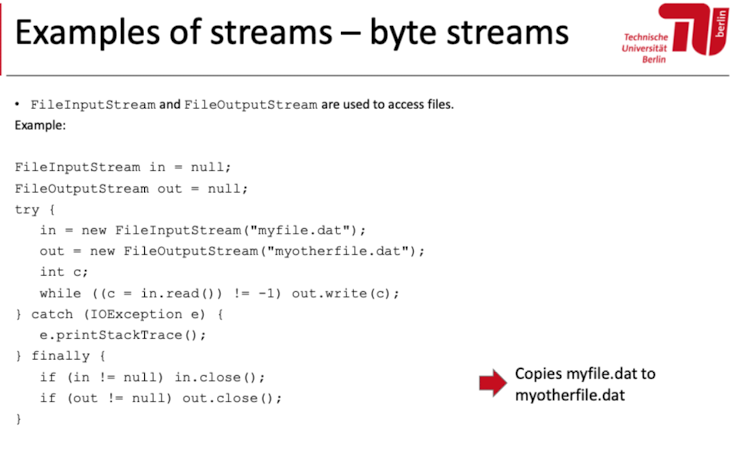 Examples of streams – byte streams
Technische
Universität
Berlin
berlin
• FileInputStream and FileOutputStream are used to access files.
Example:
FileInputStream in = null;
FileOutputStream out = null;
try {
   in = new FileInputStream("myfile.dat");
   out = new FileOutputStream("myotherfile.dat");
   int c;
   while ((c = in.read()) != -1) out.write(c);
} catch (IOException e) {
   e.printStackTrace();
} finally {
   if (in != null) in.close();
   if (out != null) out.close();
}
Copies myfile.dat to
myotherfile.dat